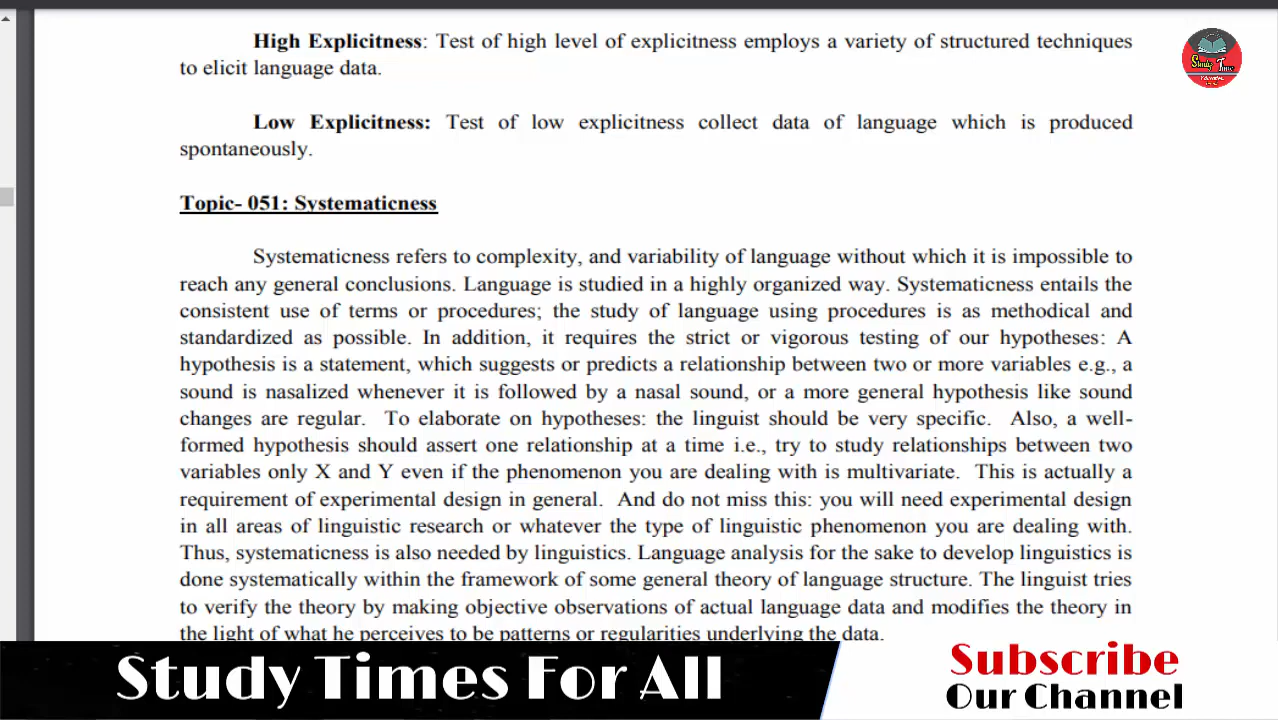 High Explicitness: Test of high level of explicitness employs a variety of structured techniques
to elicit language data.
Low Explicitness: Test of low explicitness collect data of language which is produced
spontaneously.
Topic- 051: Systematicness
Systematicness refers to complexity, and variability of language without which it is impossible to
reach any general conclusions. Language is studied in a highly organized way. Systematicness entails the
consistent use of terms or procedures; the study of language using procedures is as methodical and
standardized as possible. In addition, it requires the strict or vigorous testing of our hypotheses: A
hypothesis is a statement, which suggests or predicts a relationship between two or more variables e.g., a
sound is nasalized whenever it is followed by a nasal sound, or a more general hypothesis like sound
changes are regular. To elaborate on hypotheses: the linguist should be very specific. Also, a well-
formed hypothesis should assert one relationship at a time i.e., try to study relationships between two
variables only X and Y even if the phenomenon you are dealing with is multivariate. This is actually a
requirement of experimental design in general. And do not miss this: you will need experimental design
in all areas of linguistic research or whatever the type of linguistic phenomenon you are dealing with.
Thus, systematicness is also needed by linguistics. Language analysis for the sake to develop linguistics is
done systematically within the framework of some general theory of language structure. The linguist tries
to verify the theory by making objective observations of actual language data and modifies the theory in
the light of what he perceives to be patterns or regularities underlying the data.
Study Time
Study Times For All
Subscribe
Our Channel